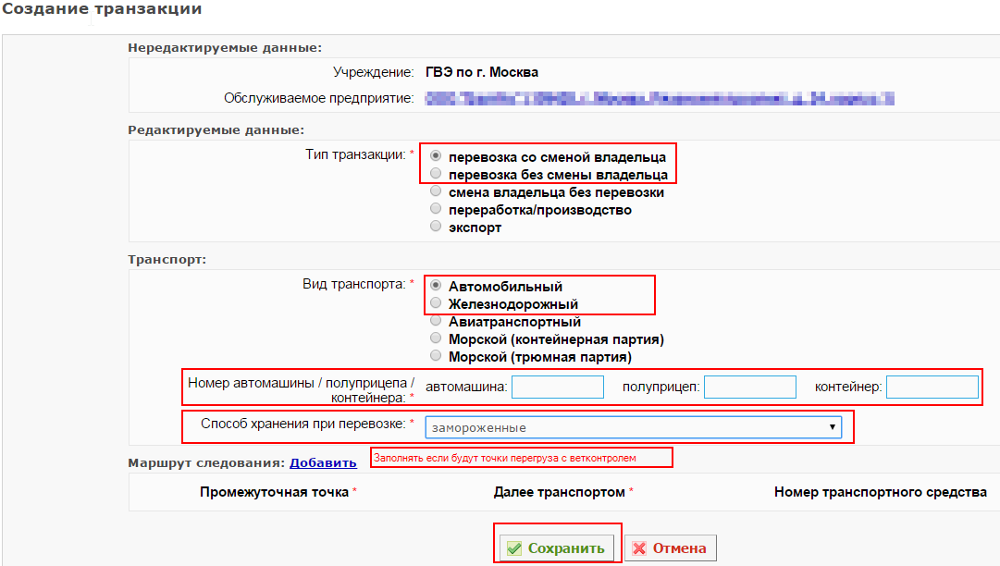 Создание транзакции
Нередактируемые данные:
Учреждение: ГВЭ по г. Москва
Обслуживаемое предприятие:
Редактируемые данные:
Тип транзакции: * перевозка со сменой владельца
перевозка без смены владельца
смена владельца без перевозки
переработка/производство
экспорт
Транспорт:
Вид транспорта: * Автомобильный
Железнодорожный
Авиатранспортный
Морской (контейнерная партия)
Морской (трюмная партия)
Номер автомашины / полуприцепа / автомашина: полуприцеп: контейнер:
контейнера: *
Способ хранения при перевозке: * замороженные
Маршрут следования: Добавить Заполнять если будут точки перегруза с ветконтролем
Промежуточная точка * Далее транспортом * Номер транспортного средства
Сохранить Отмена